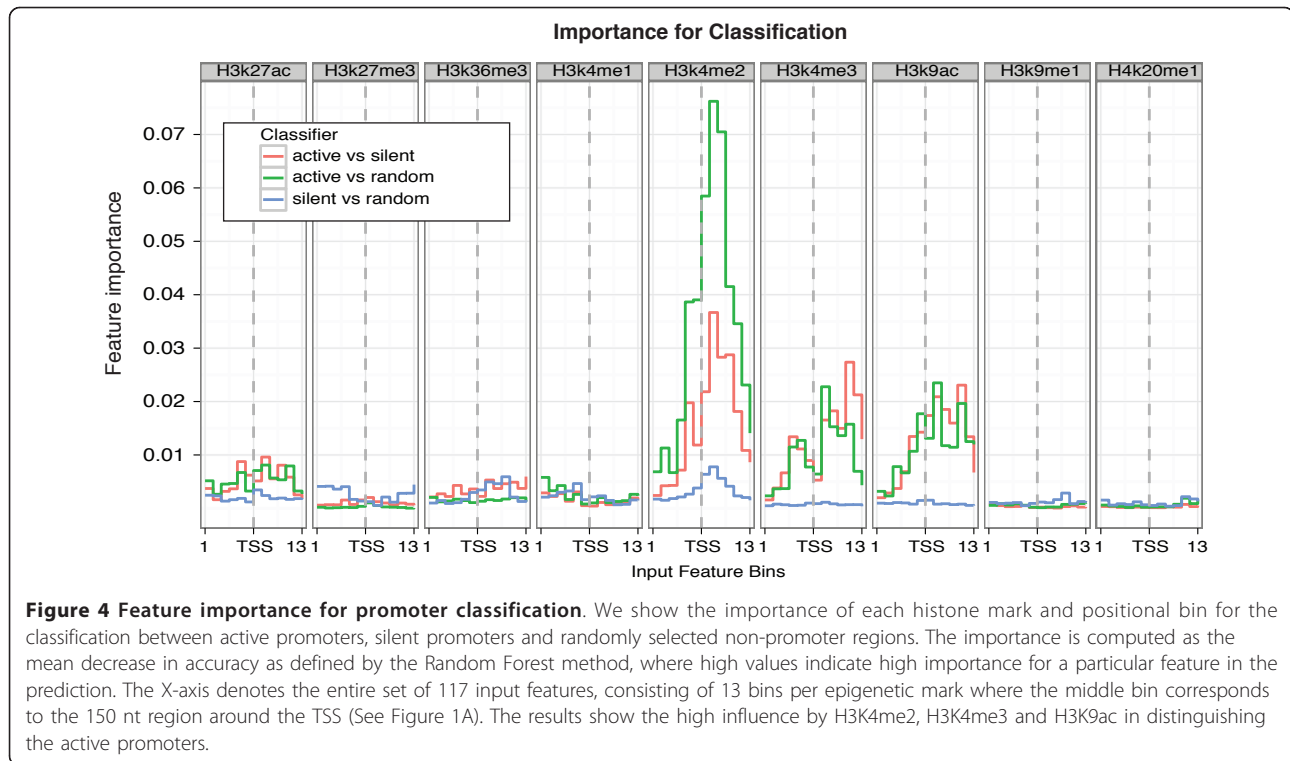 Importance for Classification
H3k27ac H3k27me3 H3k36me3 H3k4me1 H3k4me2 H3k4me3 H3k9ac H3k9me1 H4k20me1
Feature importance
0.07
0.06
0.05
0.04
0.03
0.02
0.01
Classifier
active vs silent
active vs random
silent vs random
1 TSS 13 1 TSS 13 1 TSS 13 1 TSS 13 1 TSS 13 1 TSS 13 1 TSS 13 1 TSS 13 1 TSS 13
Input Feature Bins
Figure 4 Feature importance for promoter classification. We show the importance of each histone mark and positional bin for the
classification between active promoters, silent promoters and randomly selected non-promoter regions. The importance is computed as the
mean decrease in accuracy as defined by the Random Forest method, where high values indicate high importance for a particular feature in the
prediction. The X-axis denotes the entire set of 117 input features, consisting of 13 bins per epigenetic mark where the middle bin corresponds
to the 150 nt region around the TSS (See Figure 1A). The results show the high influence by H3K4me2, H3K4me3 and H3K9ac in distinguishing
the active promoters.